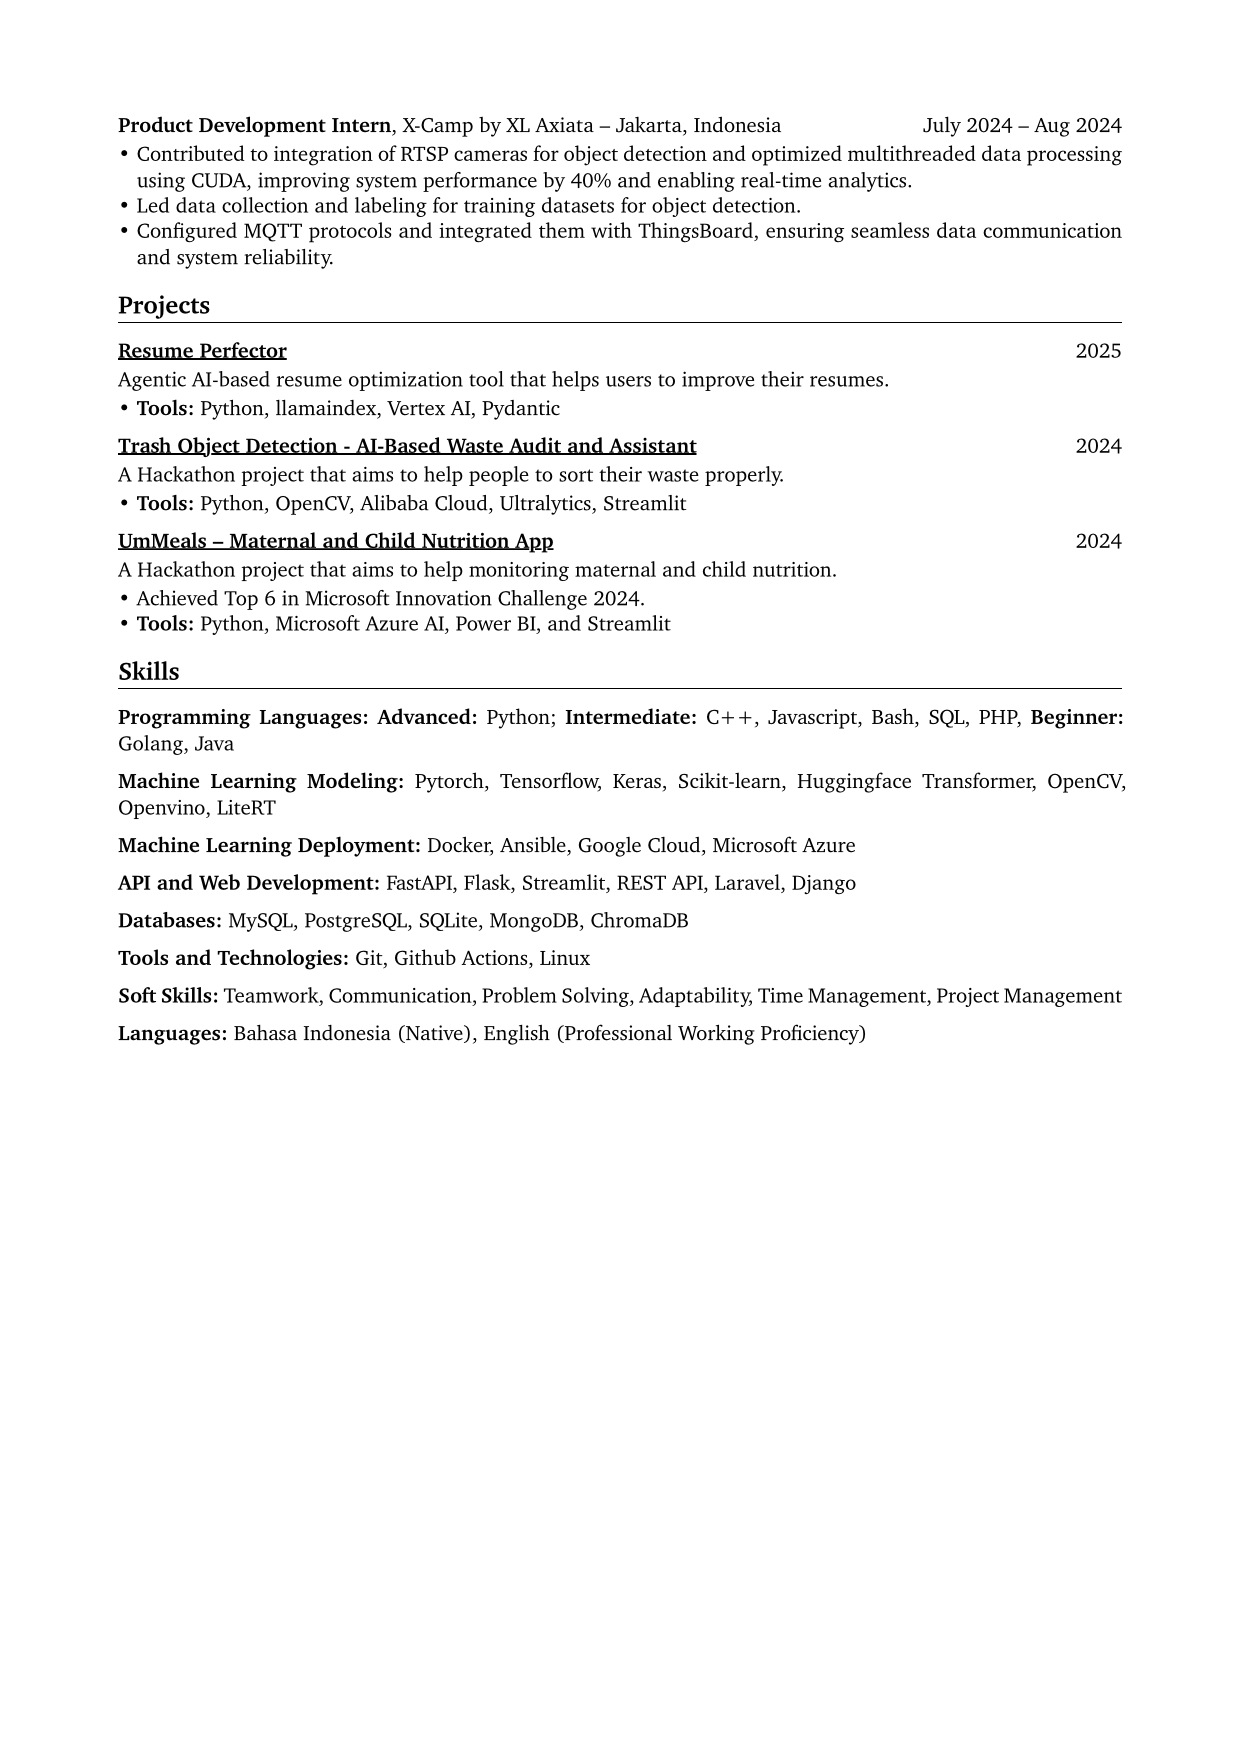 Product Development Intern, X-Camp by XL Axiata – Jakarta, Indonesia July 2024 – Aug 2024
• Contributed to integration of RTSP cameras for object detection and optimized multithreaded data processing
using CUDA, improving system performance by 40% and enabling real-time analytics.
• Led data collection and labeling for training datasets for object detection.
• Configured MQTT protocols and integrated them with ThingsBoard, ensuring seamless data communication
and system reliability.
Projects
Resume Perfector 2025
Agentic AI-based resume optimization tool that helps users to improve their resumes.
• Tools: Python, llamaindex, Vertex AI, Pydantic
Trash Object Detection - AI-Based Waste Audit and Assistant 2024
A Hackathon project that aims to help people to sort their waste properly.
• Tools: Python, OpenCV, Alibaba Cloud, Ultralytics, Streamlit
UmMeals – Maternal and Child Nutrition App 2024
A Hackathon project that aims to help monitoring maternal and child nutrition.
• Achieved Top 6 in Microsoft Innovation Challenge 2024.
• Tools: Python, Microsoft Azure AI, Power BI, and Streamlit
Skills
Programming Languages: Advanced: Python; Intermediate: C++, Javascript, Bash, SQL, PHP, Beginner:
Golang, Java
Machine Learning Modeling: Pytorch, Tensorflow, Keras, Scikit-learn, Huggingface Transformer, OpenCV,
Openvino, LiteRT
Machine Learning Deployment: Docker, Ansible, Google Cloud, Microsoft Azure
API and Web Development: FastAPI, Flask, Streamlit, REST API, Laravel, Django
Databases: MySQL, PostgreSQL, SQLite, MongoDB, ChromaDB
Tools and Technologies: Git, Github Actions, Linux
Soft Skills: Teamwork, Communication, Problem Solving, Adaptability, Time Management, Project Management
Languages: Bahasa Indonesia (Native), English (Professional Working Proficiency)